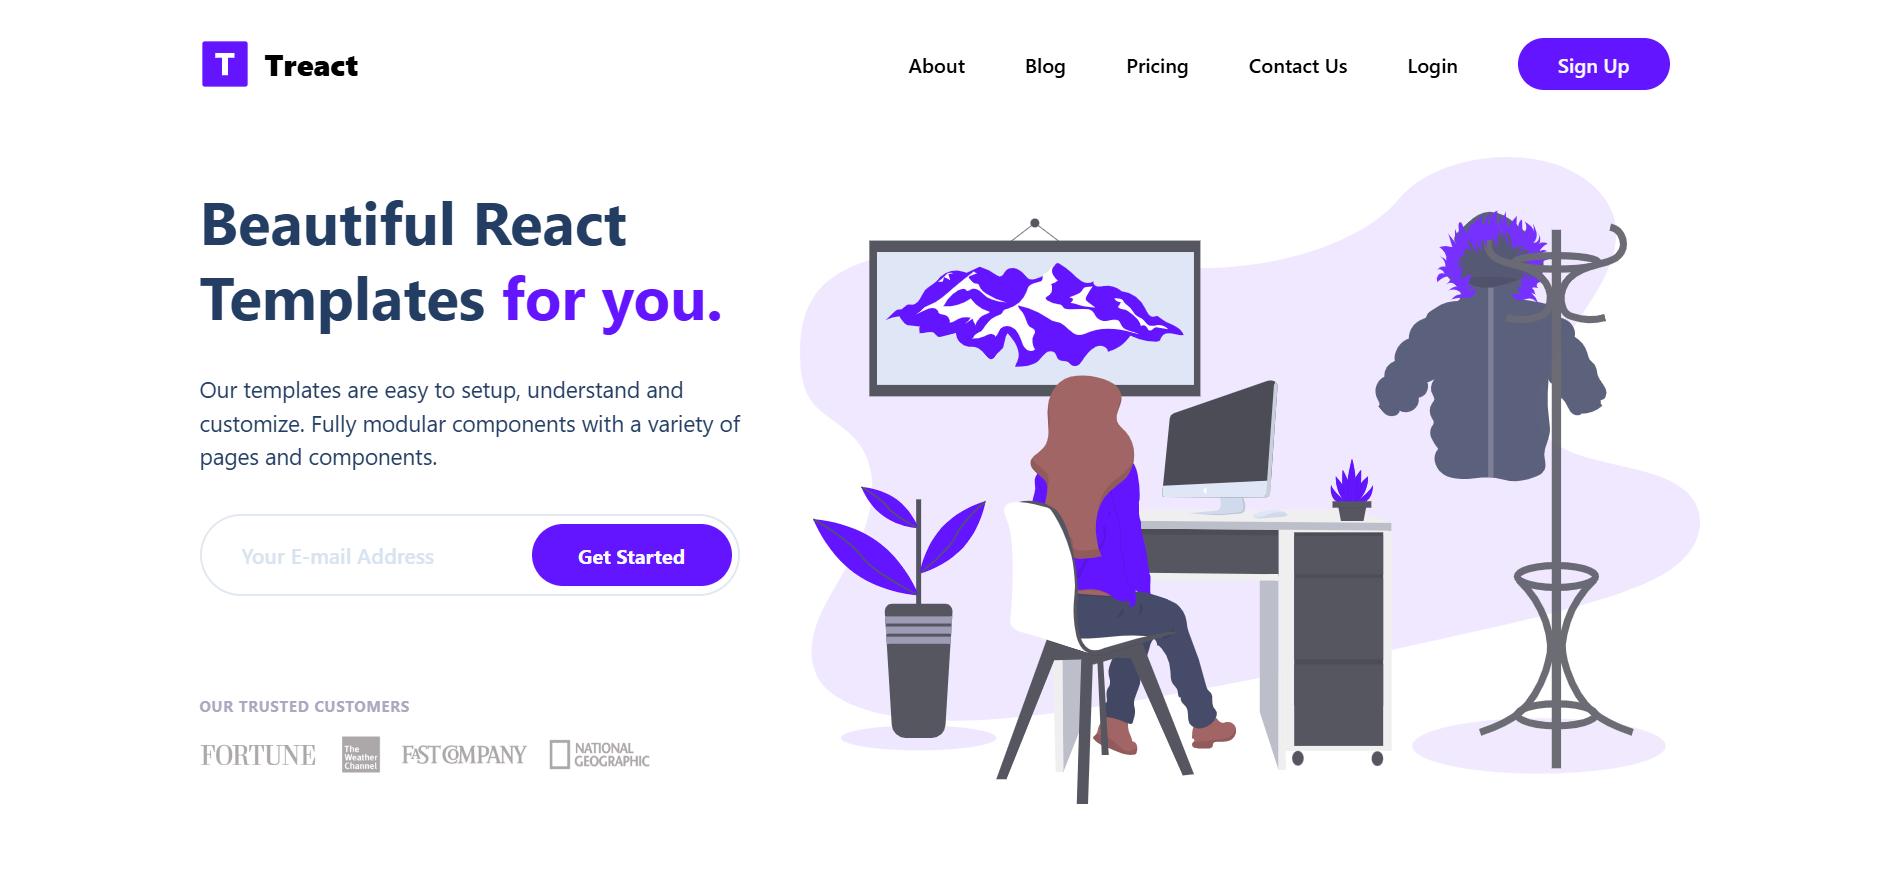 T
Treact
About
Blog
Pricing
Contact Us
Login
Sign Up
Beautiful React
Templates for you.
Our templates are easy to setup, understand and
customize. Fully modular components with a variety of
pages and components.
Your E-mail Address
Get Started
OUR TRUSTED CUSTOMERS
FORTUNE
The
Weather
Channel
FAST COMPANY
NATIONAL
GEOGRAPHIC